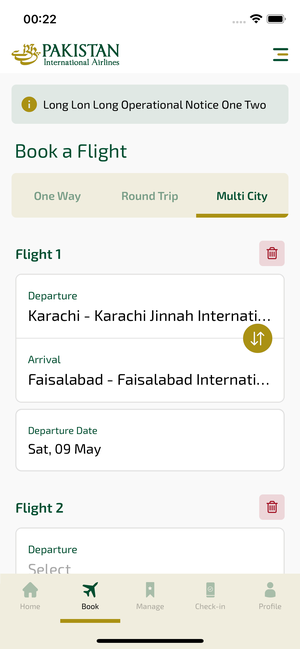 00:22
PAKISTAN
International Airlines
Long Lon Long Operational Notice One Two
Book a Flight
One Way
Round Trip
Multi City
Flight 1
Departure
Karachi - Karachi Jinnah Internati...
Arrival
Faisalabad - Faisalabad Internati...
Departure Date
Sat, 09 May
Flight 2
Departure
Select
Home
Book
Manage
Check-in
Profile